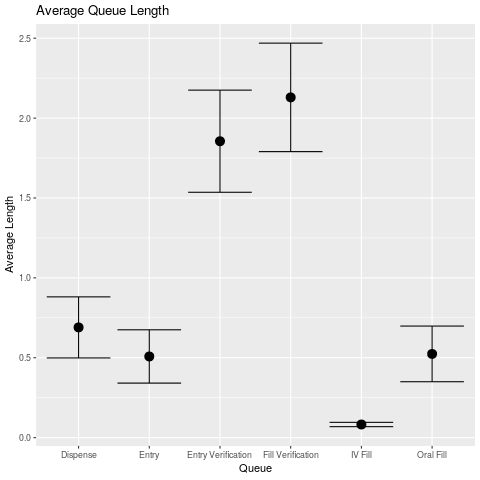 Average Queue Length
Average Length
2.5
2.0
1.5
1.0
0.5
0.0
Dispense Entry Entry Verification Fill Verification IV Fill Oral Fill
Queue